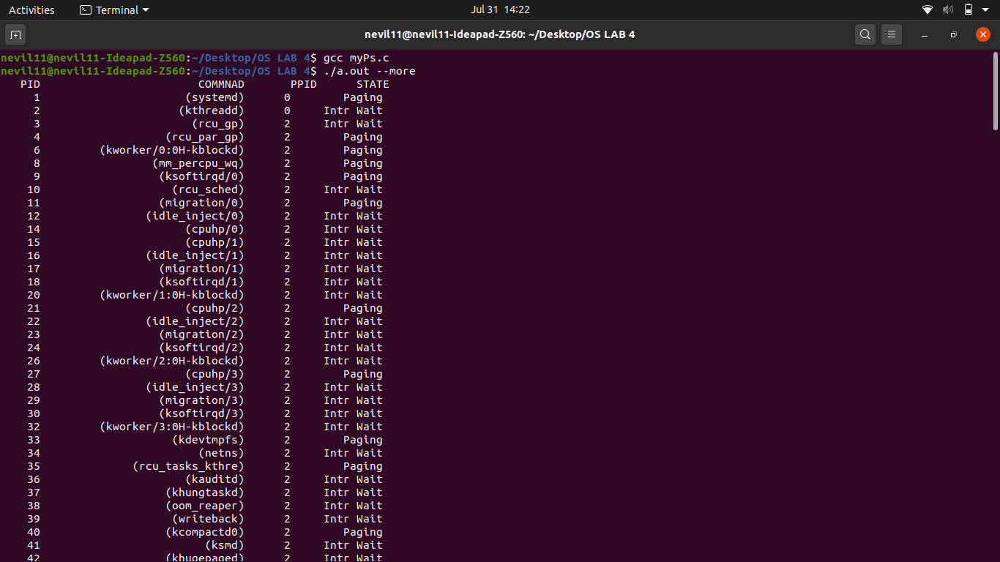 Activities Terminal Jul 31 14:22
nevil11@nevil11-Ideapad-Z560: ~/Desktop/OS LAB 4
nevil11@nevil11-Ideapad-Z560:~/Desktop/OS LAB 4$ gcc myPs.c
nevil11@nevil11-Ideapad-Z560:~/Desktop/OS LAB 4$ ./a.out --more
PID COMMNAD PPID STATE
1 (systemd) 0 Paging
2 (kthreadd) 0 Intr Wait
3 (rcu_gp) 2 Intr Wait
4 (rcu_par_gp) 2 Paging
6 (kworker/0:0H-kblockd) 2 Paging
8 (mm_percpu_wq) 2 Paging
9 (ksoftirqd/0) 2 Paging
10 (rcu_sched) 2 Intr Wait
11 (migration/0) 2 Paging
12 (idle_inject/0) 2 Intr Wait
14 (cpuhp/0) 2 Intr Wait
15 (cpuhp/1) 2 Intr Wait
16 (idle_inject/1) 2 Intr Wait
17 (migration/1) 2 Intr Wait
18 (ksoftirqd/1) 2 Intr Wait
20 (kworker/1:0H-kblockd) 2 Intr Wait
21 (cpuhp/2) 2 Paging
22 (idle_inject/2) 2 Intr Wait
23 (migration/2) 2 Intr Wait
24 (ksoftirqd/2) 2 Intr Wait
26 (kworker/2:0H-kblockd) 2 Intr Wait
27 (cpuhp/3) 2 Paging
28 (idle_inject/3) 2 Intr Wait
29 (migration/3) 2 Intr Wait
30 (ksoftirqd/3) 2 Intr Wait
32 (kworker/3:0H-kblockd) 2 Intr Wait
33 (kdevtmpfs) 2 Paging
34 (netns) 2 Intr Wait
35 (rcu_tasks_kthre) 2 Paging
36 (kauditd) 2 Intr Wait
37 (khungtaskd) 2 Intr Wait
38 (oom_reaper) 2 Intr Wait
39 (writeback) 2 Intr Wait
40 (kcompactd0) 2 Paging
41 (ksmd) 2 Intr Wait
42 (khugepaged) 2 Intr Wait